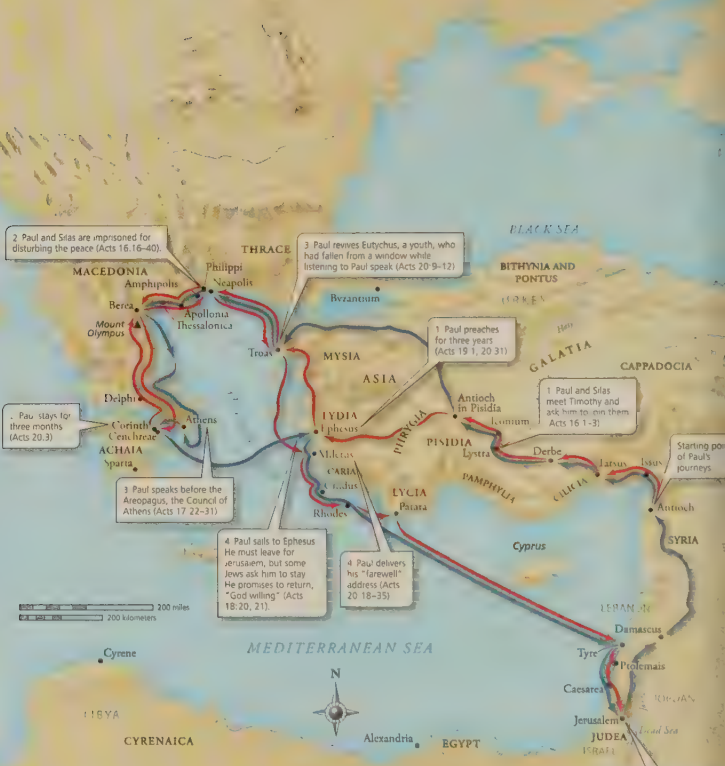 BLACK SEA
2 Paul and Silas are imprisoned for
disturbing the peace (Acts 16.16–40).
THRACE
3 Paul revives Eutychus, a youth, who
had fallen from a window while
listening to Paul speak (Acts 20·9–12)
BITHYNIA AND
PONTUS
MACEDONIA
Philippi
Amphipolis
Neapolis
Byzantium
Berea
Apollonia
Thessalonica
Mount
Olympus
Troas
MYSIA
1 Paul preaches
for three years
(Acts 19 1, 20 31)
GALATIA
ASIA
CAPPADOCIA
Delphi
Antioch
in Pisidia
1 Paul and Silas
meet Timothy and
ask him to join them
Acts 16 1–3)
Paul stays for
three months
(Acts 20.3)
Corinth
Cenchreae
Athens
LYDIA
Ephesus
PHRYGIA
Iconium
PISIDIA
Lystra
Derbe
Tarsus
Issus
Starting
of Paul's
journeys
ACHAIA
Sparta
Miletus
CARIA
Cnidus
LYCIA
Patara
PAMPHYLIA
CILICIA
Antioch
3 Paul speaks before the
Areopagus, the Council of
Athens (Acts 17 22–31)
Rhodes
SYRIA
4 Paul sails to Ephesus
He must leave for
Jerusalem, but some
Jews ask him to stay
He promises to return,
"God willing" (Acts
18:20, 21).
4 Paul delivers
his "farewell"
address (Acts
20 18–35)
Cyprus
200 miles
200 kilometers
LEBANON
Damascus
MEDITERRANEAN SEA
Tyre
Cyrene
N
Ptolemais
Caesarea
JORDAN
LIBYA
Jerusalem
Dead Sea
CYRENAICA
Alexandria
EGYPT
JUDEA
ISRAEL